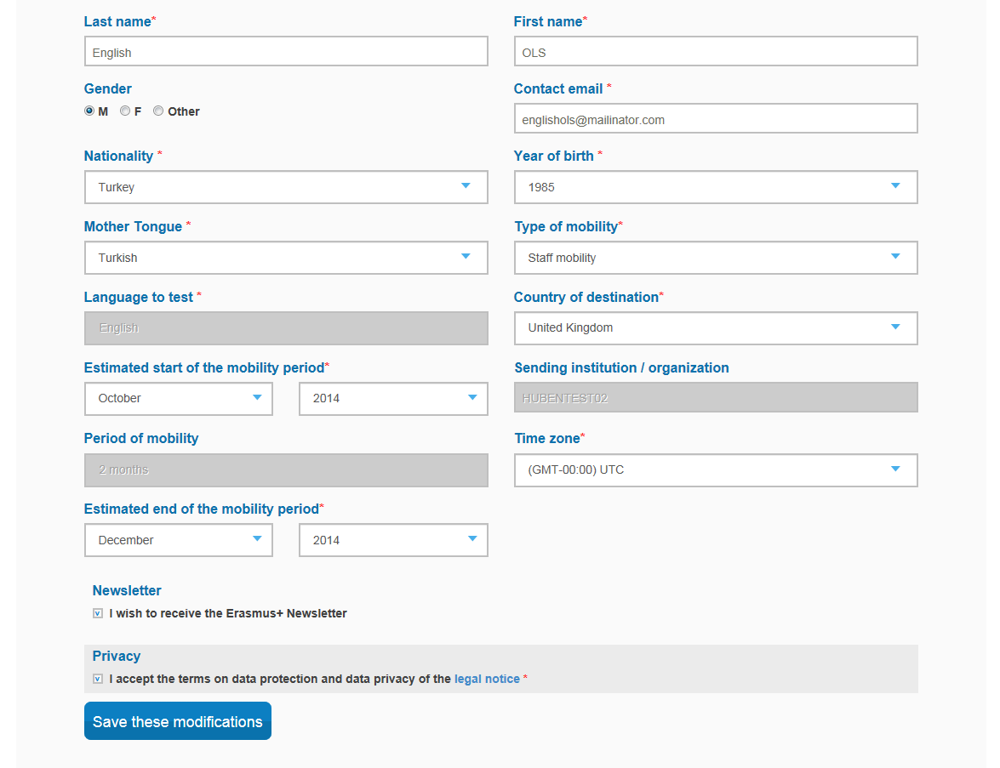 Last name*
First name*
English
OLS
Gender
Contact email *
M F Other
englishols@mailinator.com
Nationality *
Year of birth *
Turkey
1985
Mother Tongue *
Type of mobility*
Turkish
Staff mobility
Language to test *
Country of destination*
English
United Kingdom
Estimated start of the mobility period*
Sending institution / organization
October
2014
HUBENTEST02
Period of mobility
Time zone*
2 months
(GMT-00:00) UTC
Estimated end of the mobility period*
December
2014
Newsletter
v I wish to receive the Erasmus+ Newsletter
Privacy
v I accept the terms on data protection and data privacy of the legal notice *
Save these modifications